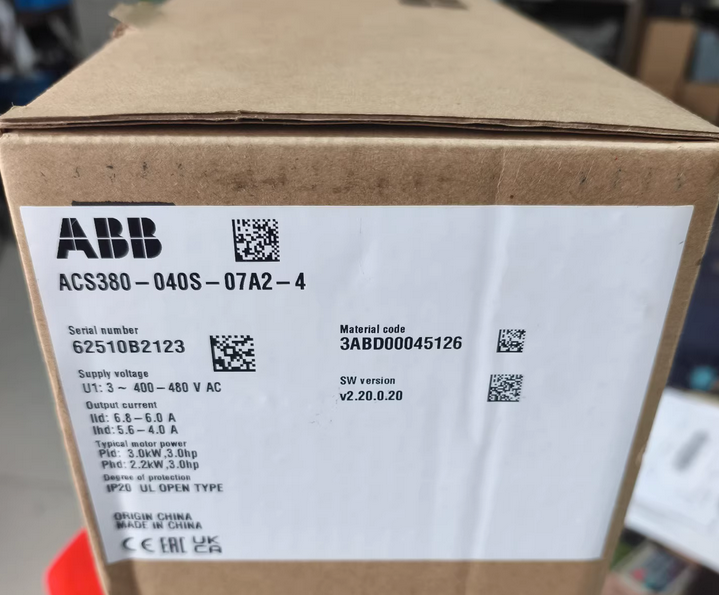 ABB
ACS380-040S-07A2-4
Serial number
62510B2123
Material code
3ABD00045126
Supply voltage
U1: 3~ 400-480 V AC
SW version
v2.20.0.20
Output current
Ild: 6.8-6.0 A
Ihd: 5.6-4.0 A
Typical motor power
Pld: 3.0kW,3.0hp
Phd: 2.2kW,3.0hp
Degree of protection
IP20 UL OPEN TYPE
ORIGIN CHINA
MADE IN CHINA
CE EAC UKCA